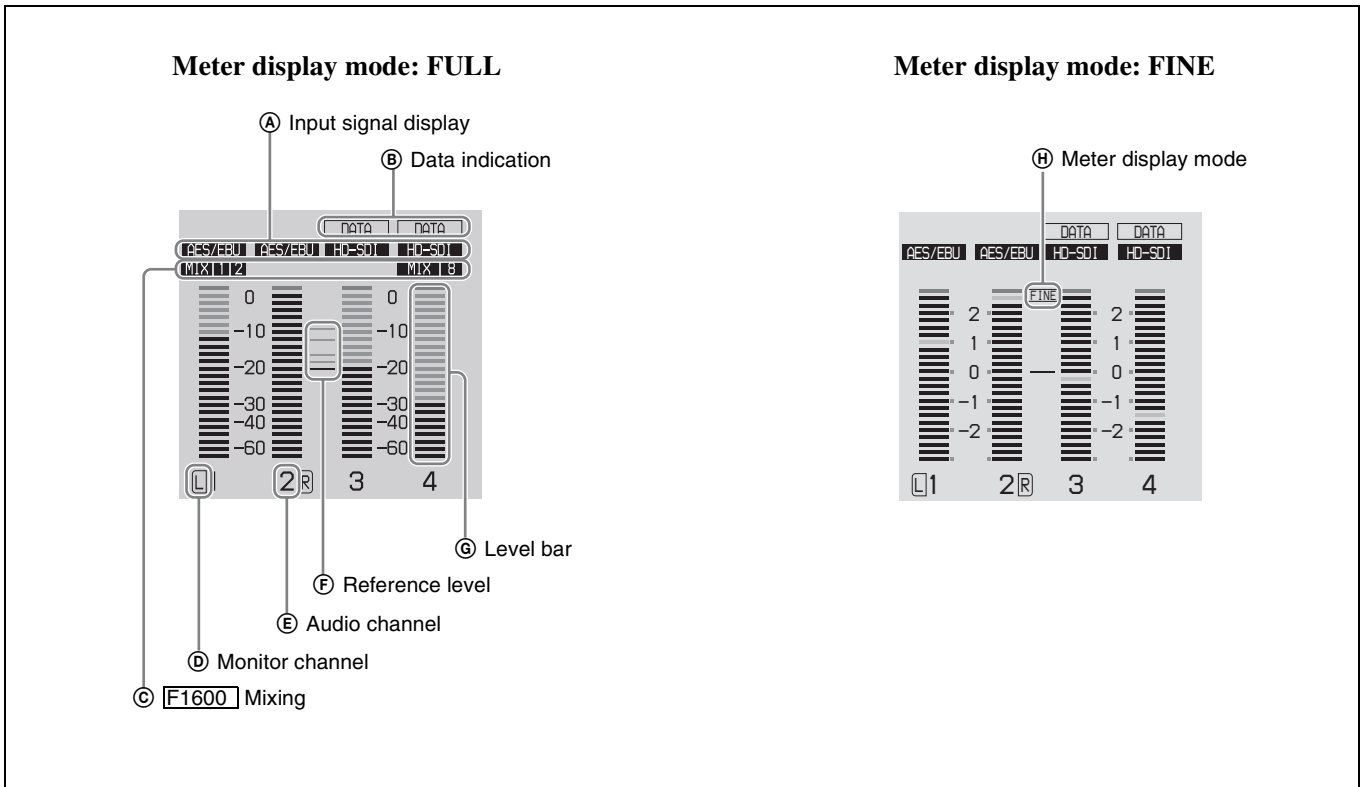 Meter display mode: FULL
Meter display mode: FINE
Ⓐ Input signal display
Ⓑ Data indication
Ⓗ Meter display mode
DATA DATA
AES/EBU AES/EBU HD-SDI HD-SDI
MIX 1 2 MIX 8
0 0
-10 -10
-20 -20
-30 -30
-40 -40
-60 -60
L 1 2 R 3 4
DATA DATA
AES/EBU AES/EBU HD-SDI HD-SDI
FINE
2 2
1 1
0 0
-1 -1
-2 -2
L 1 2 R 3 4
Ⓖ Level bar
Ⓕ Reference level
Ⓔ Audio channel
Ⓓ Monitor channel
Ⓒ F1600 Mixing